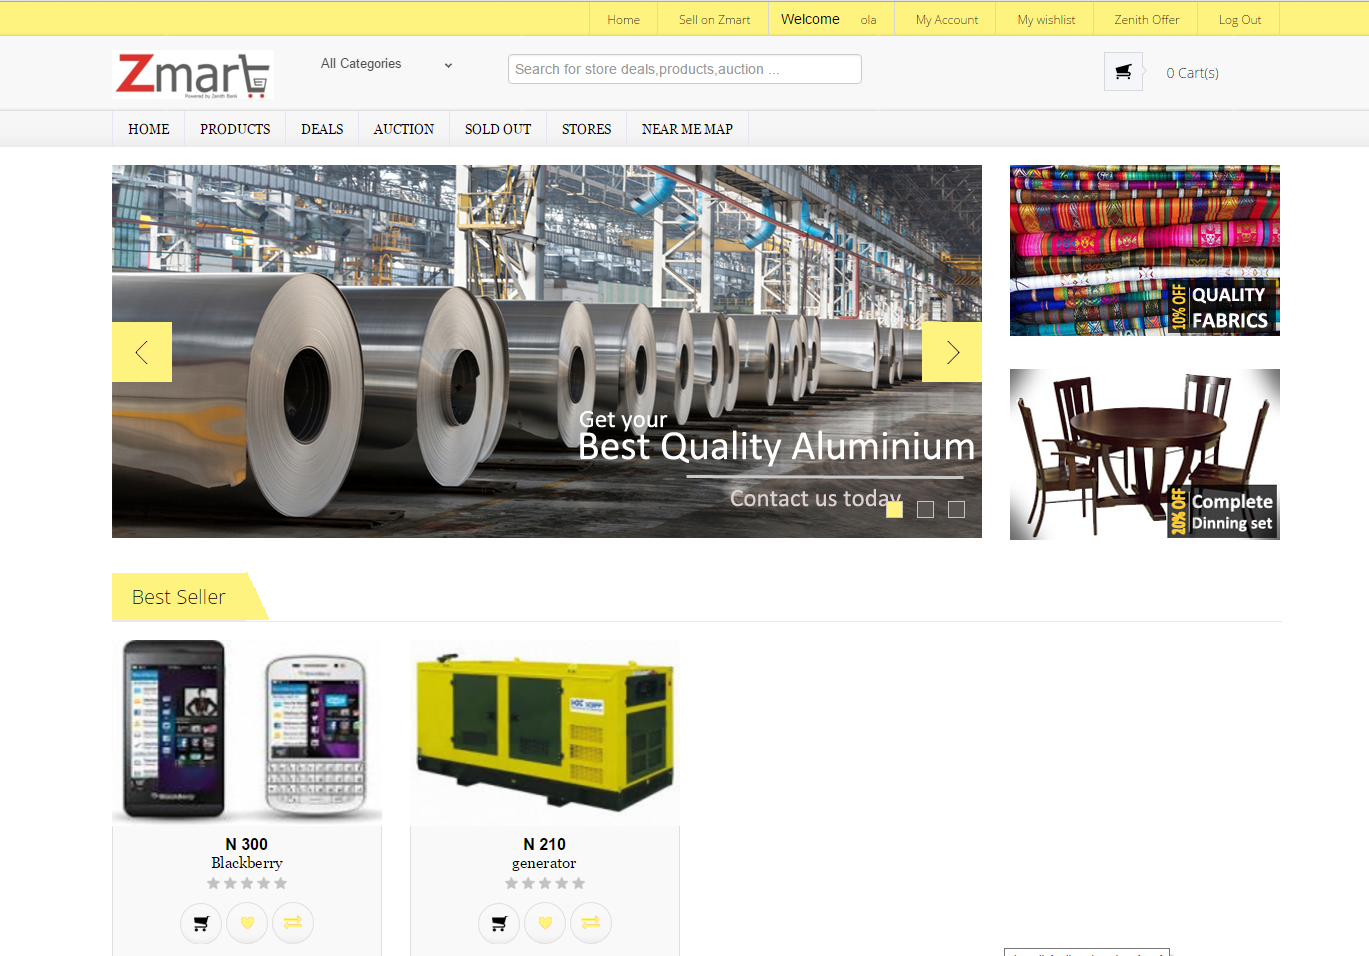 Home Sell on Zmart Welcome ola My Account My wishlist Zenith Offer Log Out
Zmart
Powered by Zenith Bank
All Categories
Search for store deals,products,auction ...
0 Cart(s)
HOME PRODUCTS DEALS AUCTION SOLD OUT STORES NEAR ME MAP
Get your
Best Quality Aluminium
Contact us today
10% OFF
QUALITY
FABRICS
20% OFF
Complete
Dinning set
Best Seller
BlackBerry
N 300
Blackberry
N 210
generator